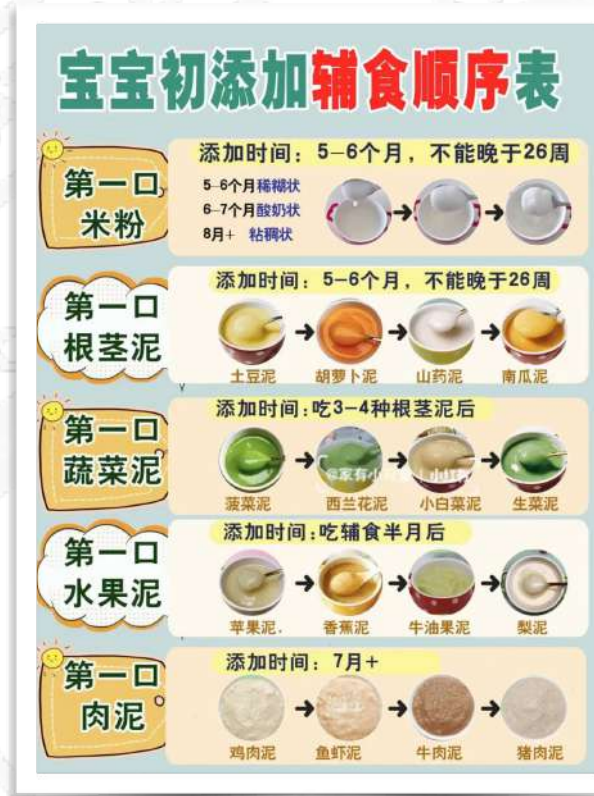 宝宝初添加辅食顺序表
第一口
米粉
添加时间：5-6个月，不能晚于26周
5-6个月稀糊状
6-7个月酸奶状
8月+ 粘稠状
第一口
根茎泥
添加时间：5-6个月，不能晚于26周
土豆泥 胡萝卜泥 山药泥 南瓜泥
第一口
蔬菜泥
添加时间:吃3-4种根茎泥后
菠菜泥 西兰花泥 小白菜泥 生菜泥
第一口
水果泥
添加时间:吃辅食半月后
苹果泥. 香蕉泥 牛油果泥 梨泥
第一口
肉泥
添加时间：7月+
鸡肉泥 鱼虾泥 牛肉泥 猪肉泥